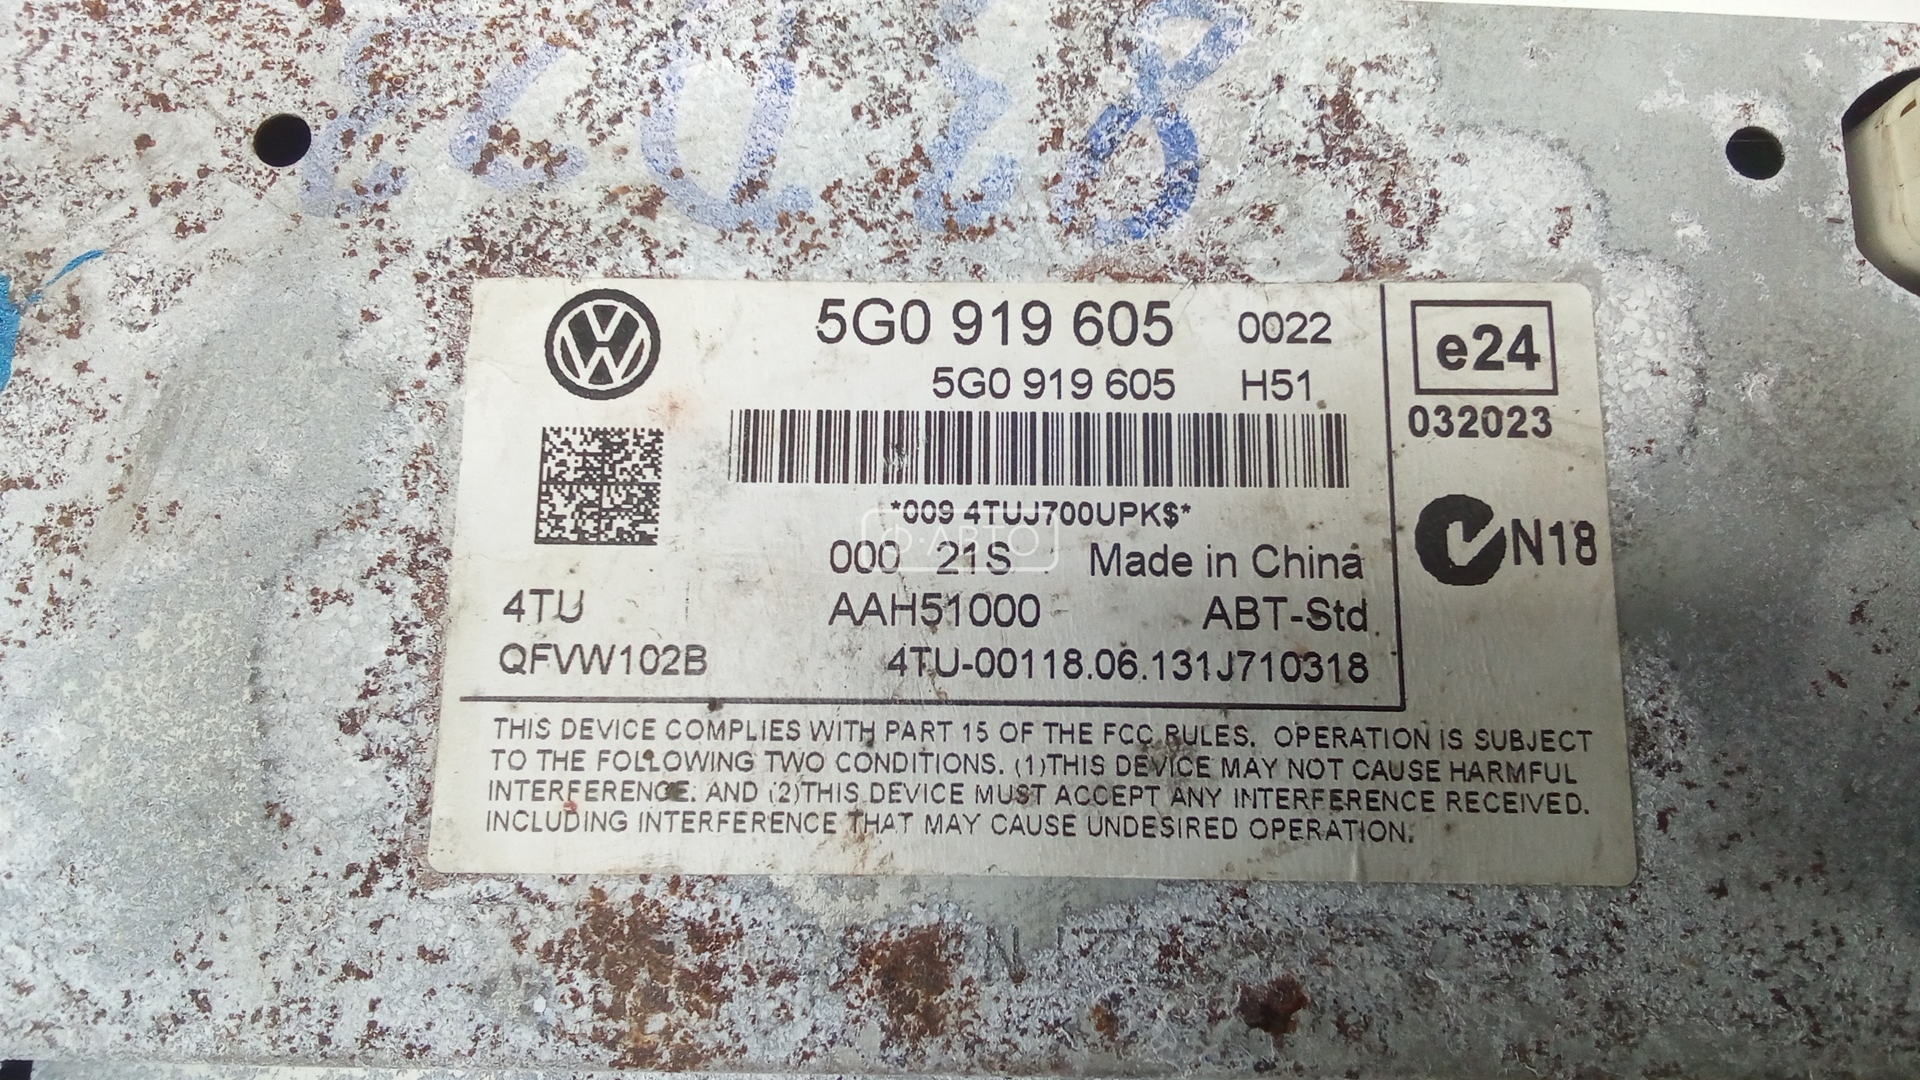 5G0 919 605 0022
5G0 919 605 H51
e24
032023
*009 4TUJ700UPK$*
D·АВТО
N18
000 21S Made in China
4TU AAH51000 ABT-Std
QFVW102B 4TU-00118.06.131J710318
THIS DEVICE COMPLIES WITH PART 15 OF THE FCC RULES. OPERATION IS SUBJECT
TO THE FOLLOWING TWO CONDITIONS. (1)THIS DEVICE MAY NOT CAUSE HARMFUL
INTERFERENCE. AND (2)THIS DEVICE MUST ACCEPT ANY INTERFERENCE RECEIVED.
INCLUDING INTERFERENCE THAT MAY CAUSE UNDESIRED OPERATION.